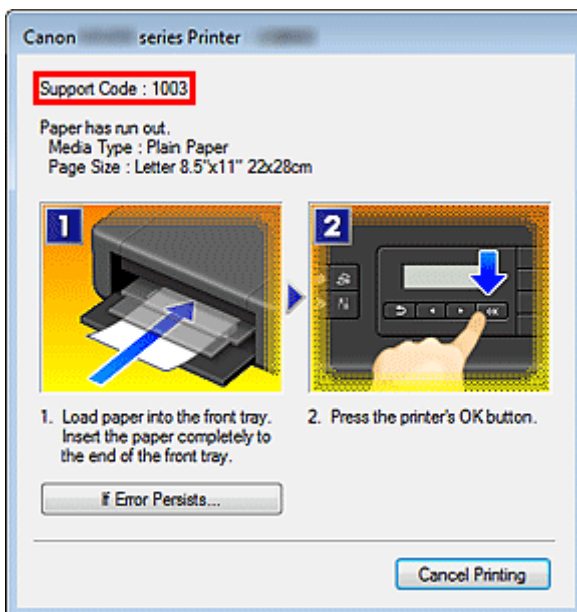 Canon series Printer
Support Code : 1003
Paper has run out.
Media Type : Plain Paper
Page Size : Letter 8.5"x11" 22x28cm
1
2
OK
1. Load paper into the front tray.
Insert the paper completely to
the end of the front tray.
2. Press the printer's OK button.
If Error Persists...
Cancel Printing